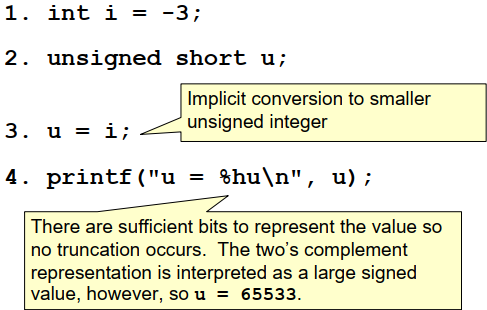 1. int i = -3;
2. unsigned short u;
Implicit conversion to smaller
unsigned integer
3. u = i;
4. printf("u = %hu\n", u);
There are sufficient bits to represent the value so
no truncation occurs.  The two's complement
representation is interpreted as a large signed
value, however, so u = 65533.